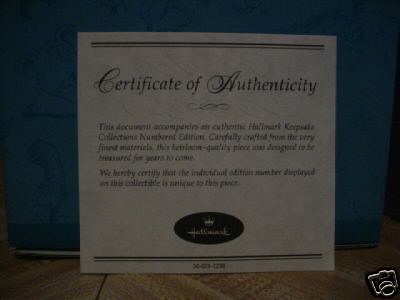 Certificate of Authenticity
This document accompanies an authentic Hallmark Keepsake
Collections Numbered Edition. Carefully crafted from the very
finest materials, this heirloom-quality piece was designed to be
treasured for years to come.
We hereby certify that the individual edition number displayed
on this collectible is unique to this piece.
Hallmark